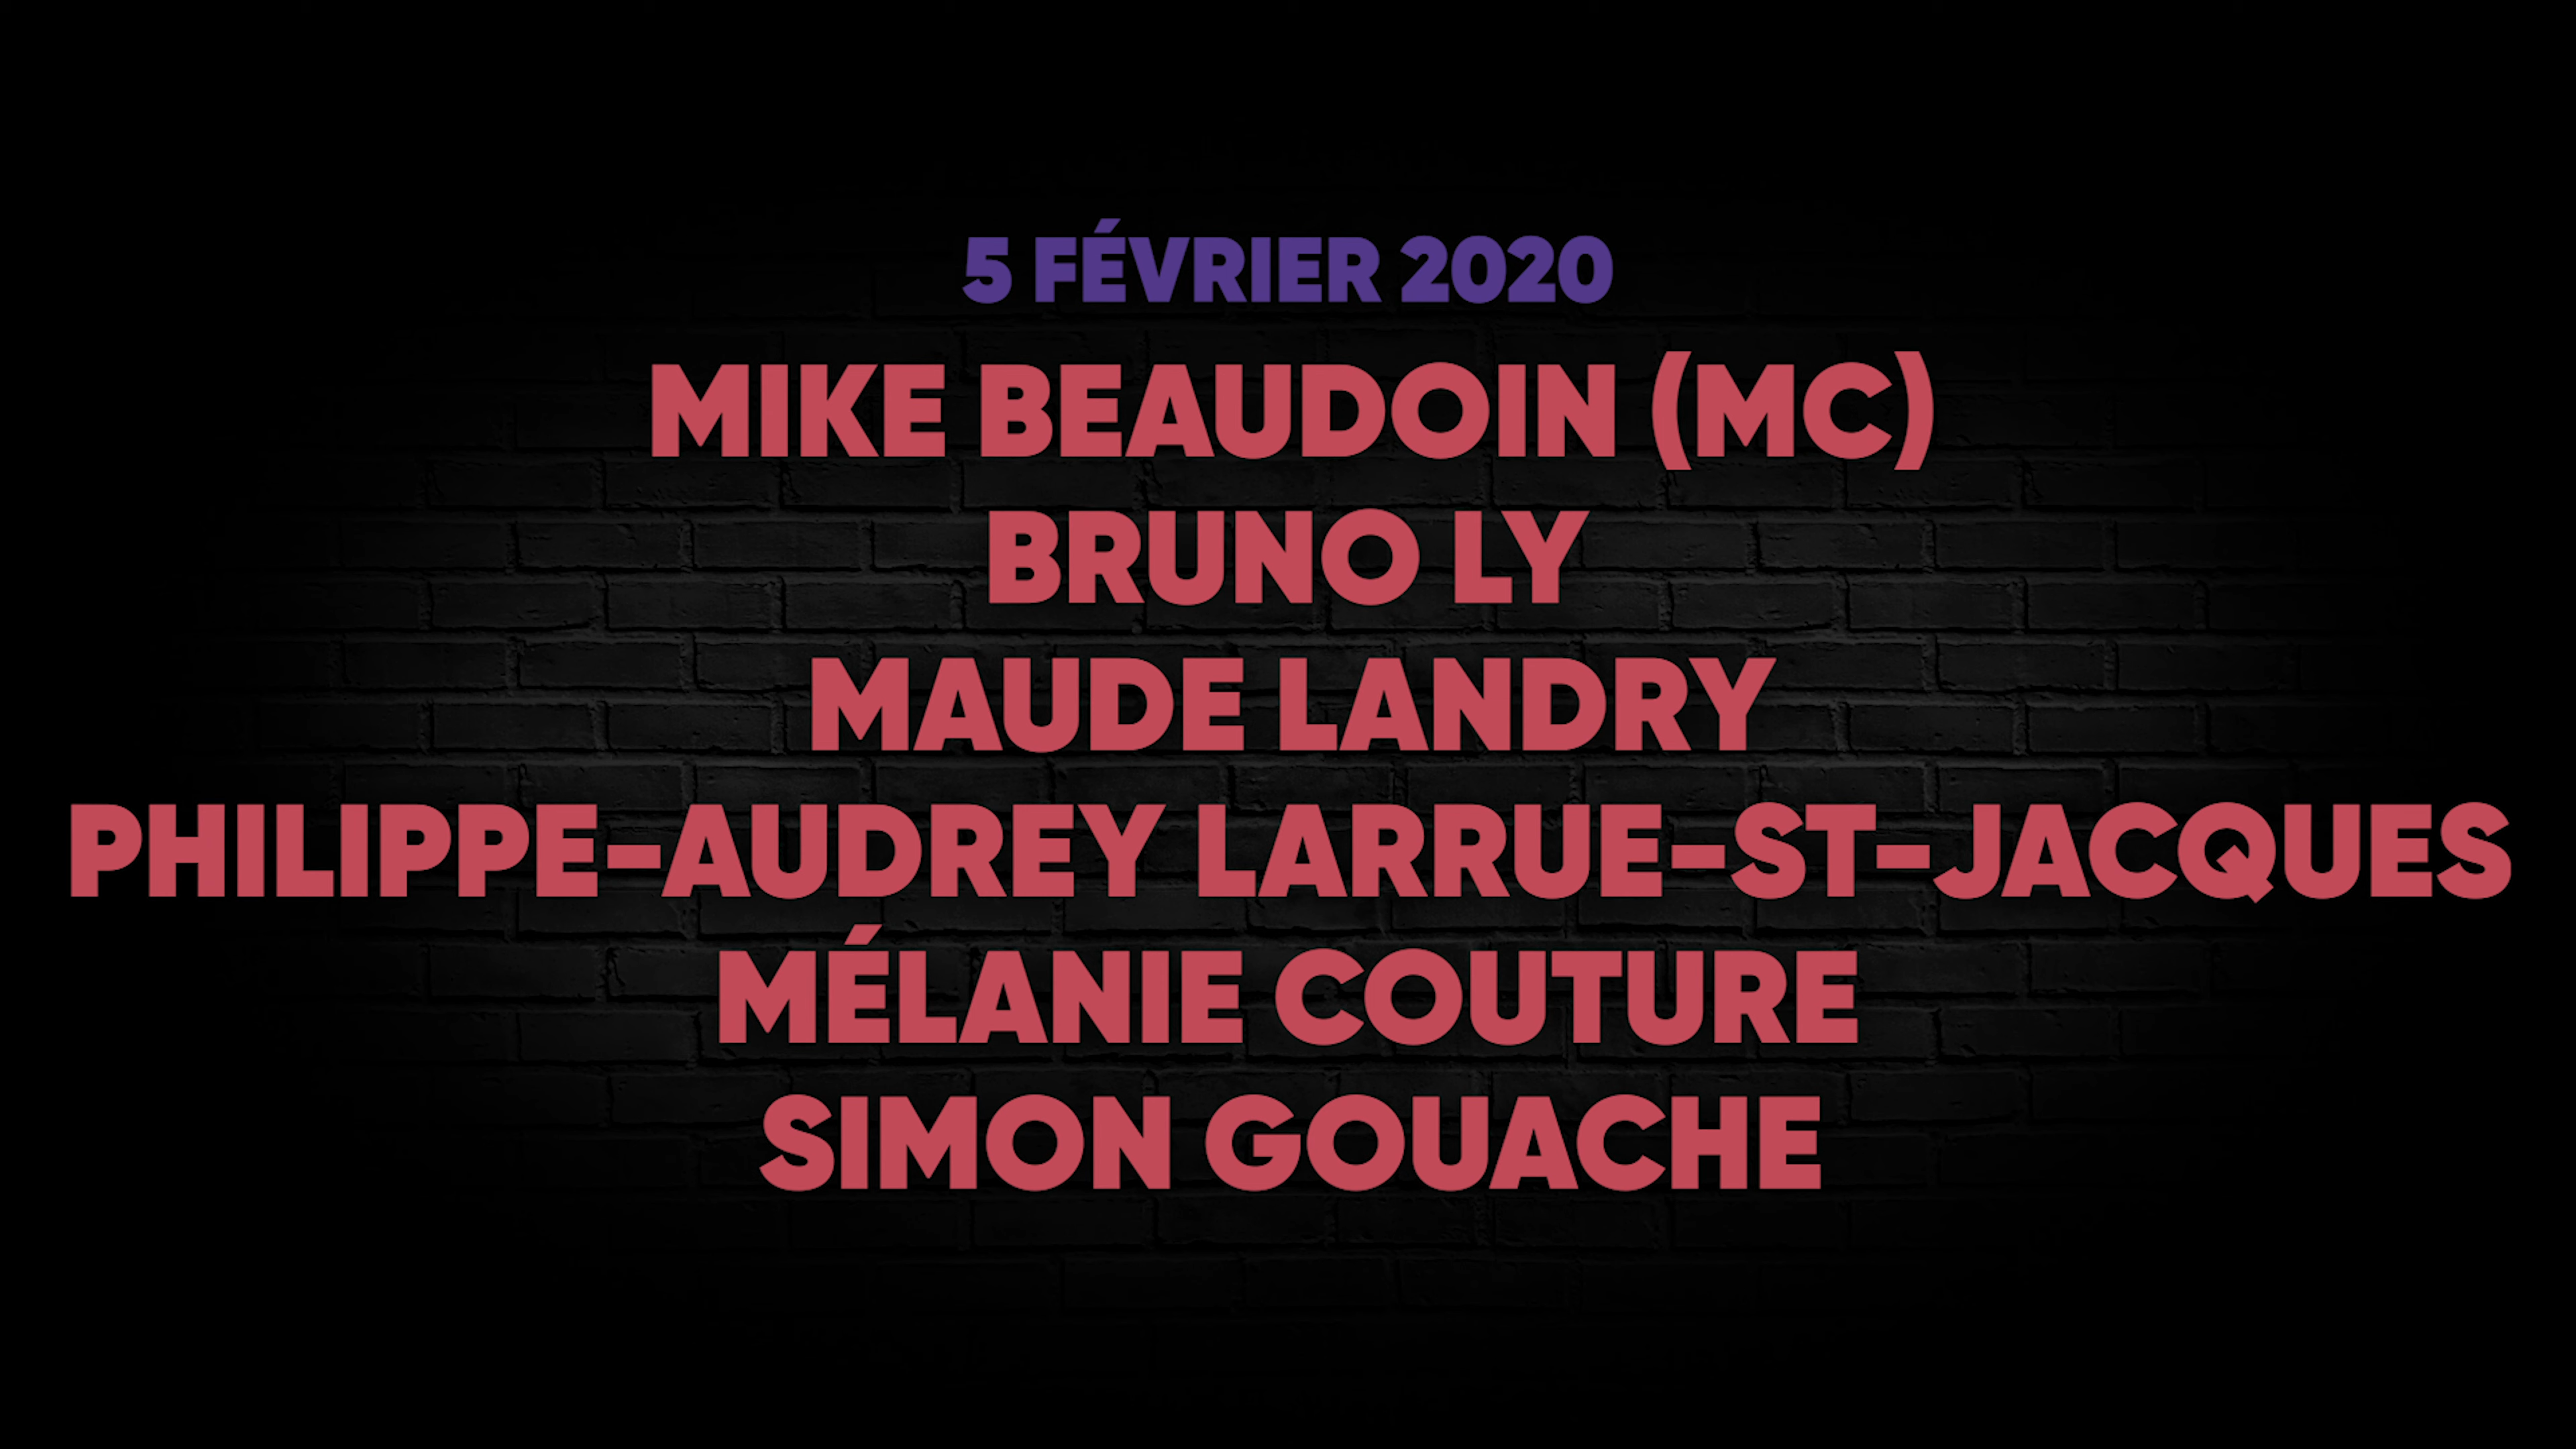 5 FÉVRIER 2020
MIKE BEAUDOIN (MC)
BRUNO LY
MAUDE LANDRY
PHILIPPE-AUDREY LARRUE-ST-JACQUES
MÉLANIE COUTURE
SIMON GOUACHE